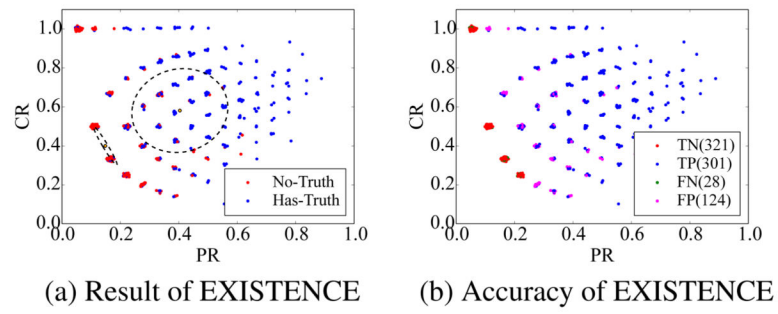 1.0
0.8
0.6
0.4
0.2
0.0
CR
0.0 0.2 0.4 0.6 0.8 1.0
PR
No-Truth
Has-Truth
(a) Result of EXISTENCE
1.0
0.8
0.6
0.4
0.2
0.0
CR
0.0 0.2 0.4 0.6 0.8 1.0
PR
TN(321)
TP(301)
FN(28)
FP(124)
(b) Accuracy of EXISTENCE